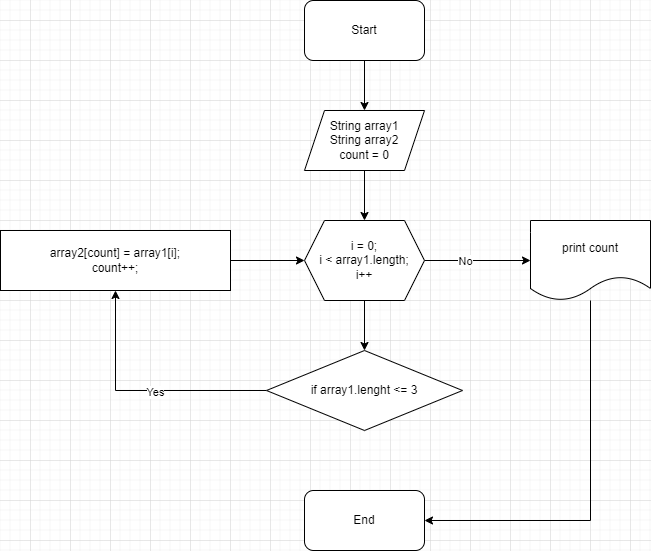 Start
String array1
String array2
count = 0
array2[count] = array1[i];
count++;
i = 0;
i < array1.length;
i++
No
print count
if array1.lenght <= 3
Yes
End